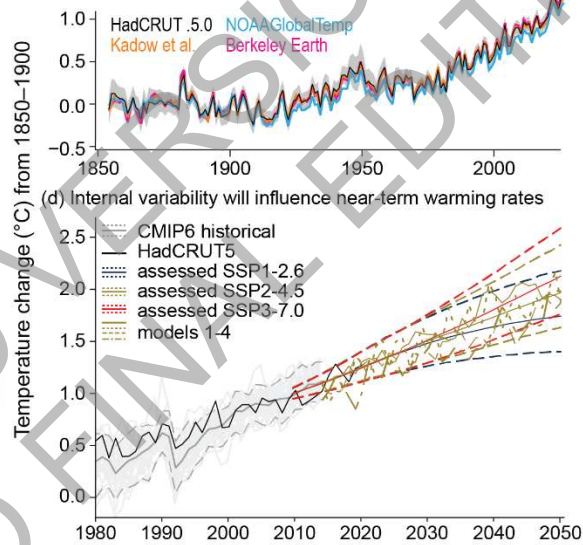 Temperature change (°C) from 1850–1900
1.0
0.5
0.0
−0.5
HadCRUT .5.0 NOAAGlobalTemp
Kadow et al. Berkeley Earth
1850 1900 1950 2000
(d) Internal variability will influence near-term warming rates
2.5
2.0
1.5
1.0
0.5
0.0
CMIP6 historical
HadCRUT5
assessed SSP1-2.6
assessed SSP2-4.5
assessed SSP3-7.0
models 1-4
1980 1990 2000 2010 2020 2030 2040 2050
VERSION
FINAL EDIT